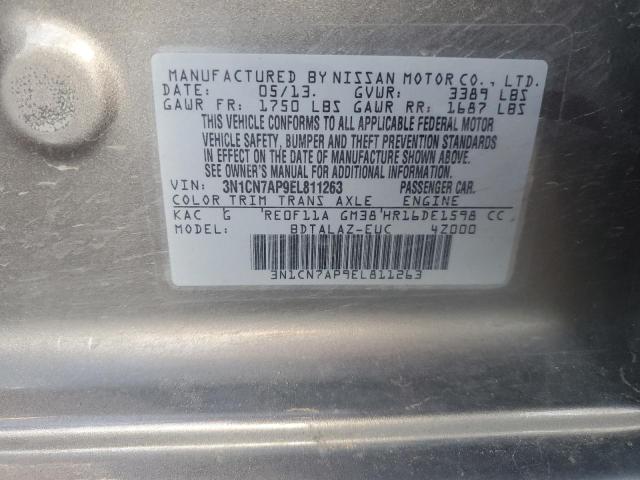 MANUFACTURED BY NISSAN MOTOR CO., LTD.
DATE: 05/13. GVWR: 3389 LBS
GAWR FR: 1750 LBS GAWR RR: 1687 LBS
THIS VEHICLE CONFORMS TO ALL APPLICABLE FEDERAL MOTOR
VEHICLE SAFETY, BUMPER AND THEFT PREVENTION STANDARDS
IN EFFECT ON THE DATE OF MANUFACTURE SHOWN ABOVE.
SEE OWNER'S MANUAL FOR DETAILS
VIN: 3N1CN7AP9EL811263 PASSENGER CAR.
COLOR TRIM TRANS AXLE ENGINE
KAC G 'RE0F11A GM38'HR16DE1598 CC
MODEL: BDTALAZ-EUC 4Z000
3N1CN7AP9EL811263